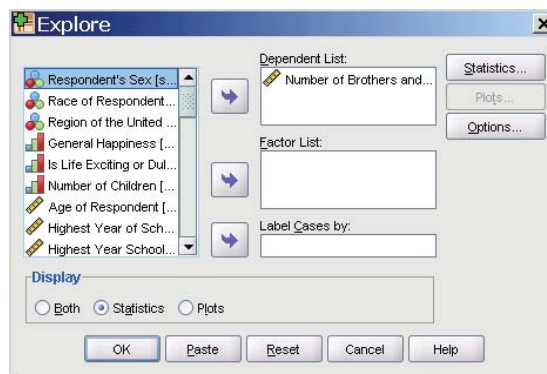 Explore
Respondent's Sex [s...
Race of Respondent...
Region of the United ...
General Happiness [...
Is Life Exciting or Dul...
Number of Children [...
Age of Respondent [...
Highest Year of Sch...
Highest Year School...
Dependent List:
Number of Brothers and...
Factor List:
Label Cases by:
Statistics...
Plots...
Options...
Display
Both
Statistics
Plots
OK
Paste
Reset
Cancel
Help